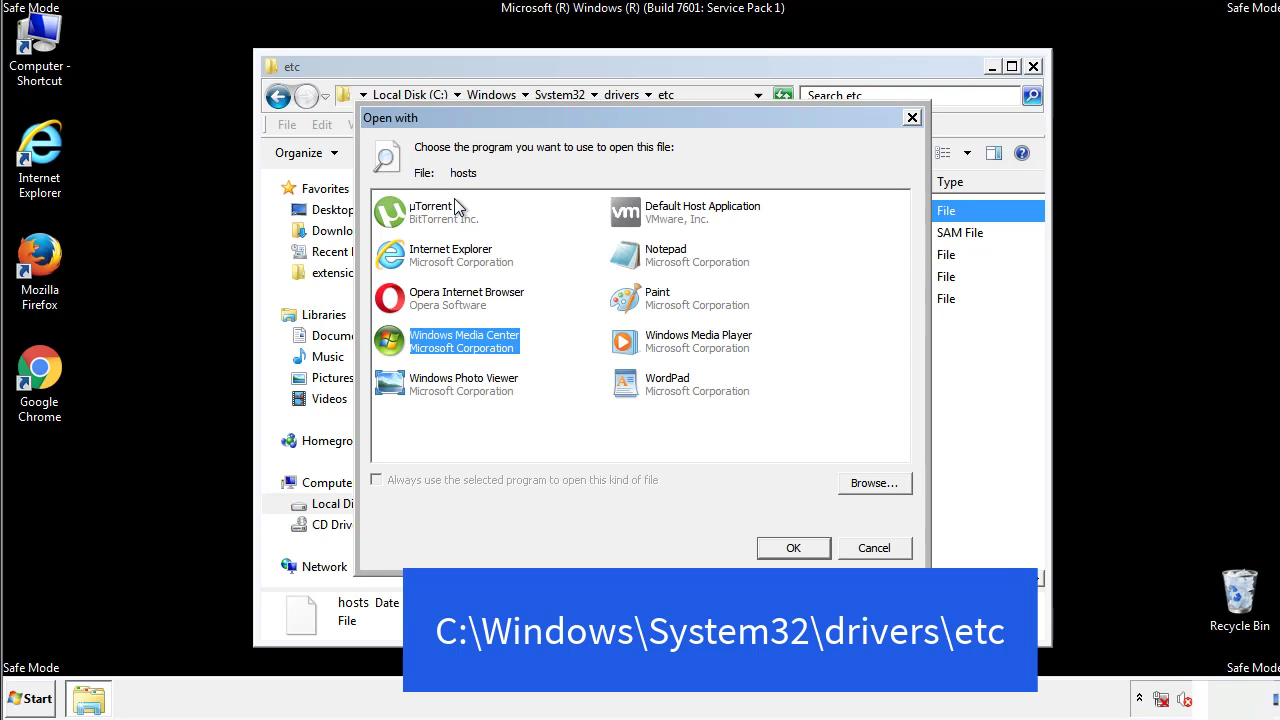 Safe Mode
Microsoft (R) Windows (R) (Build 7601: Service Pack 1)
Safe Mode
Computer - Shortcut
Internet Explorer
Mozilla Firefox
Google Chrome
Recycle Bin
etc
Local Disk (C:) Windows System32 drivers etc
Search etc
File Edit
Organize
Type
Favorites
Desktop
Downlo
Recent
extensio
Libraries
Docume
Music
Pictures
Videos
Homegro
Compute
Local Di
CD Driv
Network
File
SAM File
File
File
File
Open with
Choose the program you want to use to open this file:
File: hosts
µTorrent
BitTorrent Inc.
Default Host Application
VMware, Inc.
Internet Explorer
Microsoft Corporation
Notepad
Microsoft Corporation
Opera Internet Browser
Opera Software
Paint
Microsoft Corporation
Windows Media Center
Microsoft Corporation
Windows Media Player
Microsoft Corporation
Windows Photo Viewer
Microsoft Corporation
WordPad
Microsoft Corporation
Always use the selected program to open this kind of file
Browse...
OK
Cancel
hosts Date
File
C:\Windows\System32\drivers\etc
Safe Mode
Safe Mode
Start